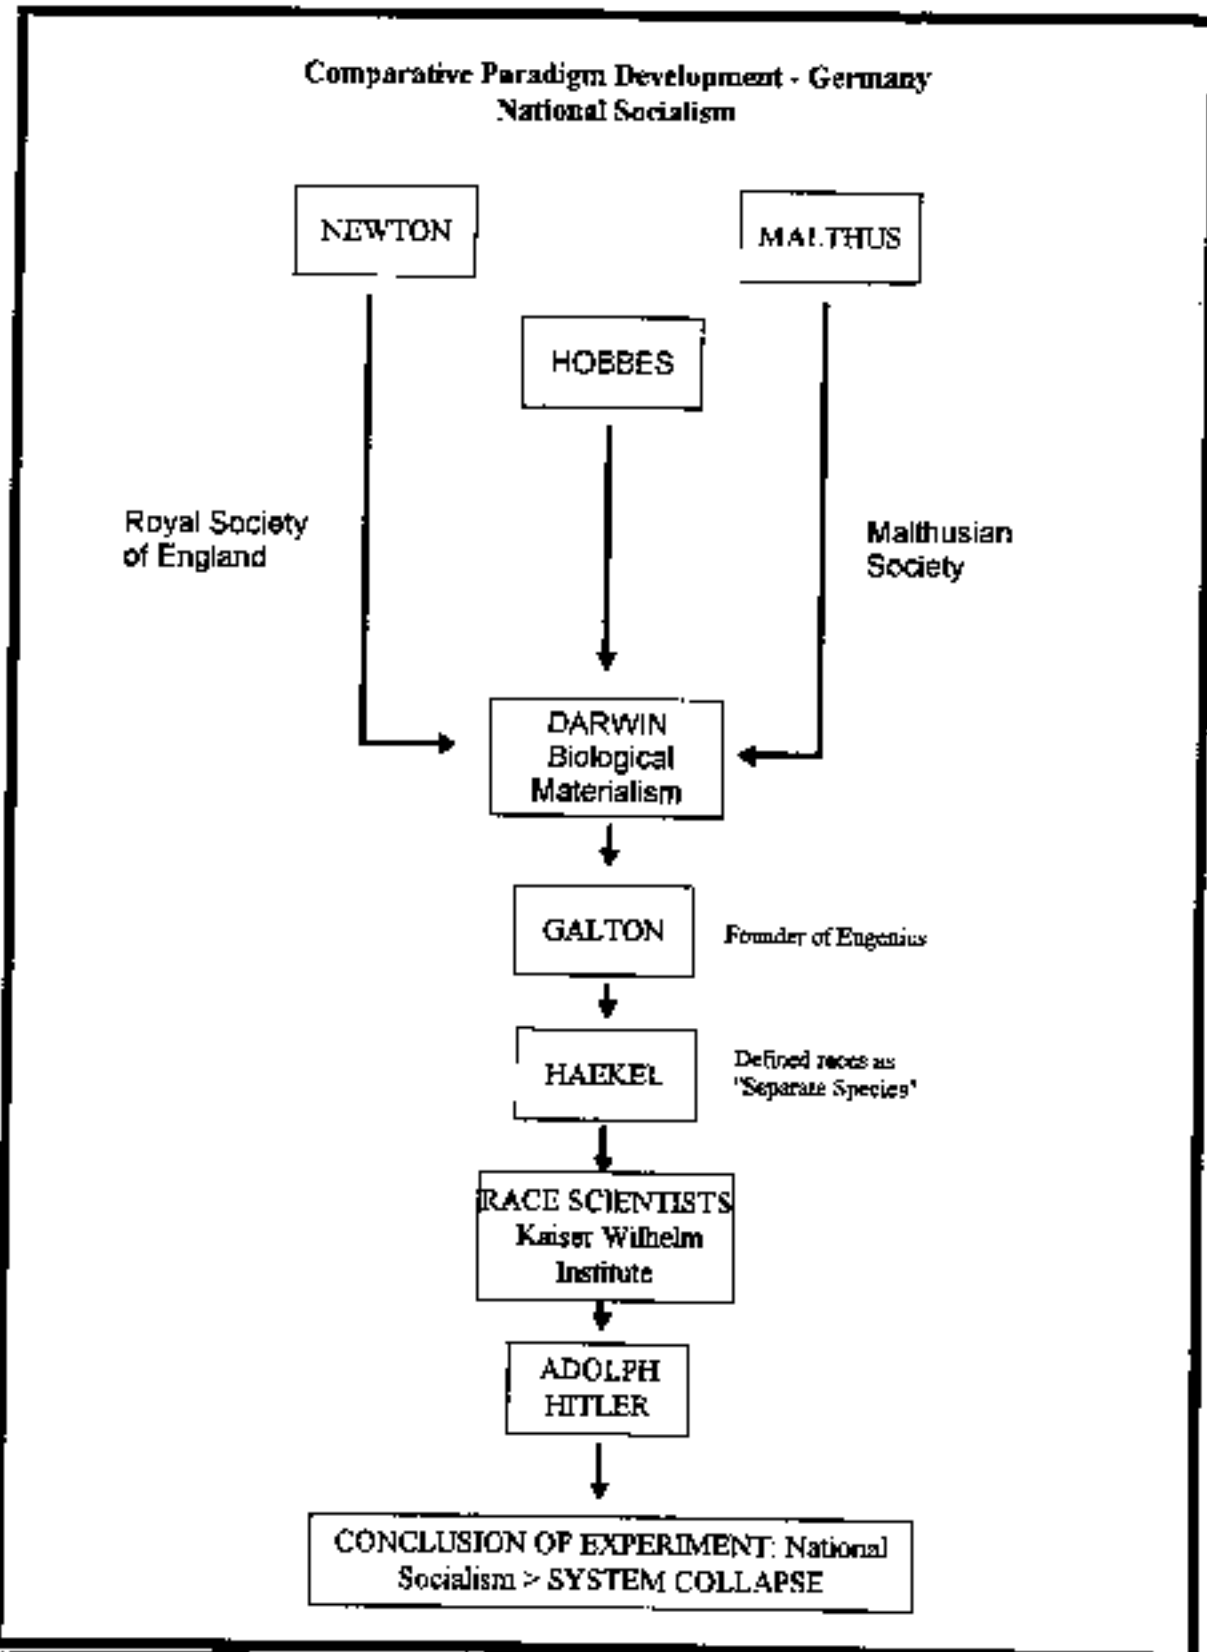 Comparative Paradigm Development - Germany
National Socialism
NEWTON
MALTHUS
HOBBES
Royal Society
of England
Malthusian
Society
DARWIN
Biological
Materialism
GALTON
Founder of Eugenius
HAEKEL
Defined races as
"Separate Species"
RACE SCIENTISTS
Kaiser Wilhelm
Institute
ADOLPH
HITLER
CONCLUSION OF EXPERIMENT: National
Socialism > SYSTEM COLLAPSE